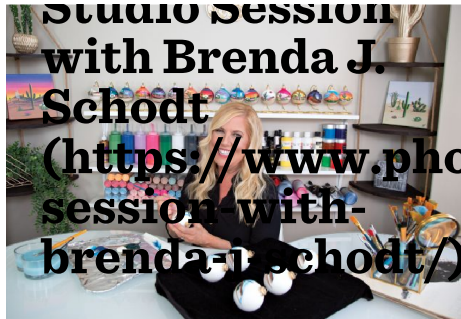 Studio Session
with Brenda J.
Schodt
(https://www.pho
session-with-
brenda-j-schodt/)